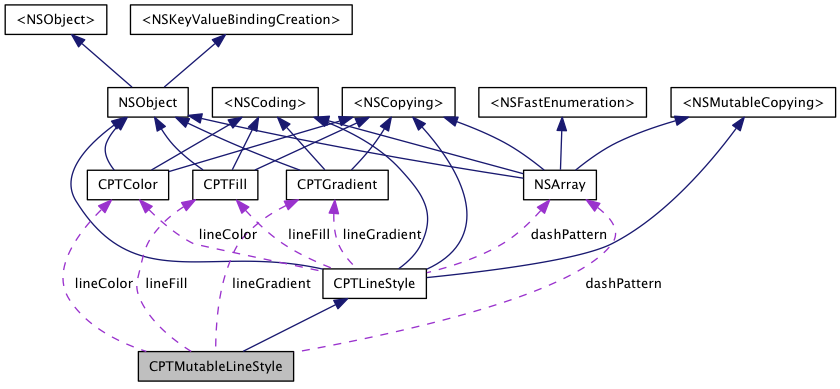 <NSObject>
<NSKeyValueBindingCreation>
NSObject
<NSCoding>
<NSCopying>
<NSFastEnumeration>
<NSMutableCopying>
CPTColor
CPTFill
CPTGradient
NSArray
lineColor
lineFill
lineGradient
dashPattern
lineColor
lineFill
lineGradient
CPTLineStyle
dashPattern
CPTMutableLineStyle